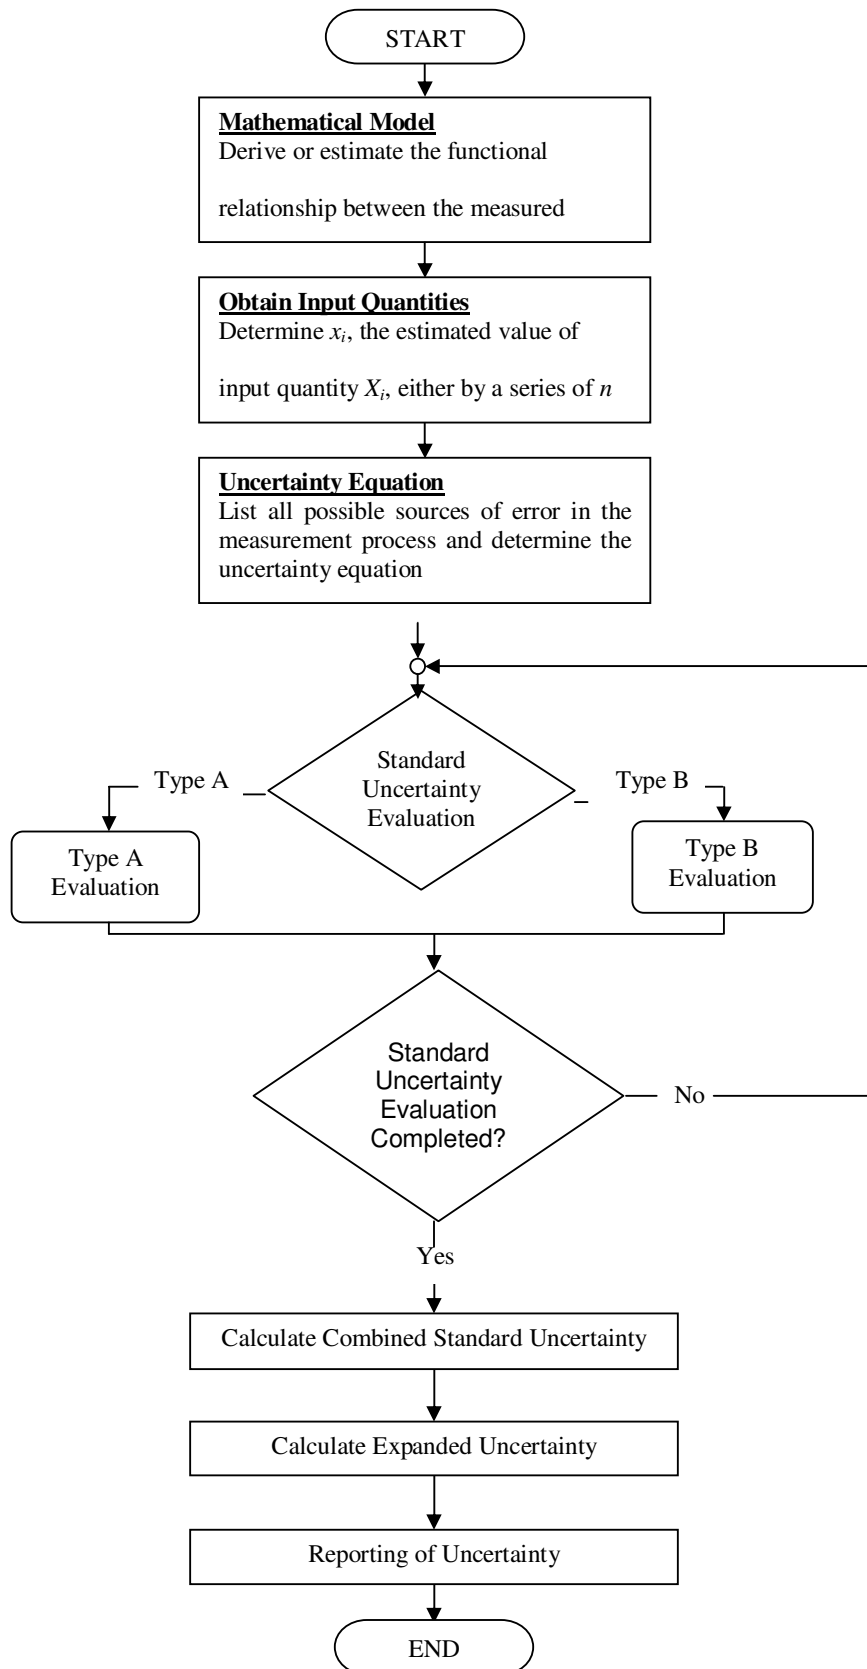 START
Mathematical Model
Derive or estimate the functional
relationship between the measured
Obtain Input Quantities
Determine xi, the estimated value of
input quantity Xi, either by a series of n
Uncertainty Equation
List all possible sources of error in the
measurement process and determine the
uncertainty equation
Standard
Uncertainty
Evaluation
Type A
Type B
Type A
Evaluation
Type B
Evaluation
Standard
Uncertainty
Evaluation
Completed?
No
Yes
Calculate Combined Standard Uncertainty
Calculate Expanded Uncertainty
Reporting of Uncertainty
END